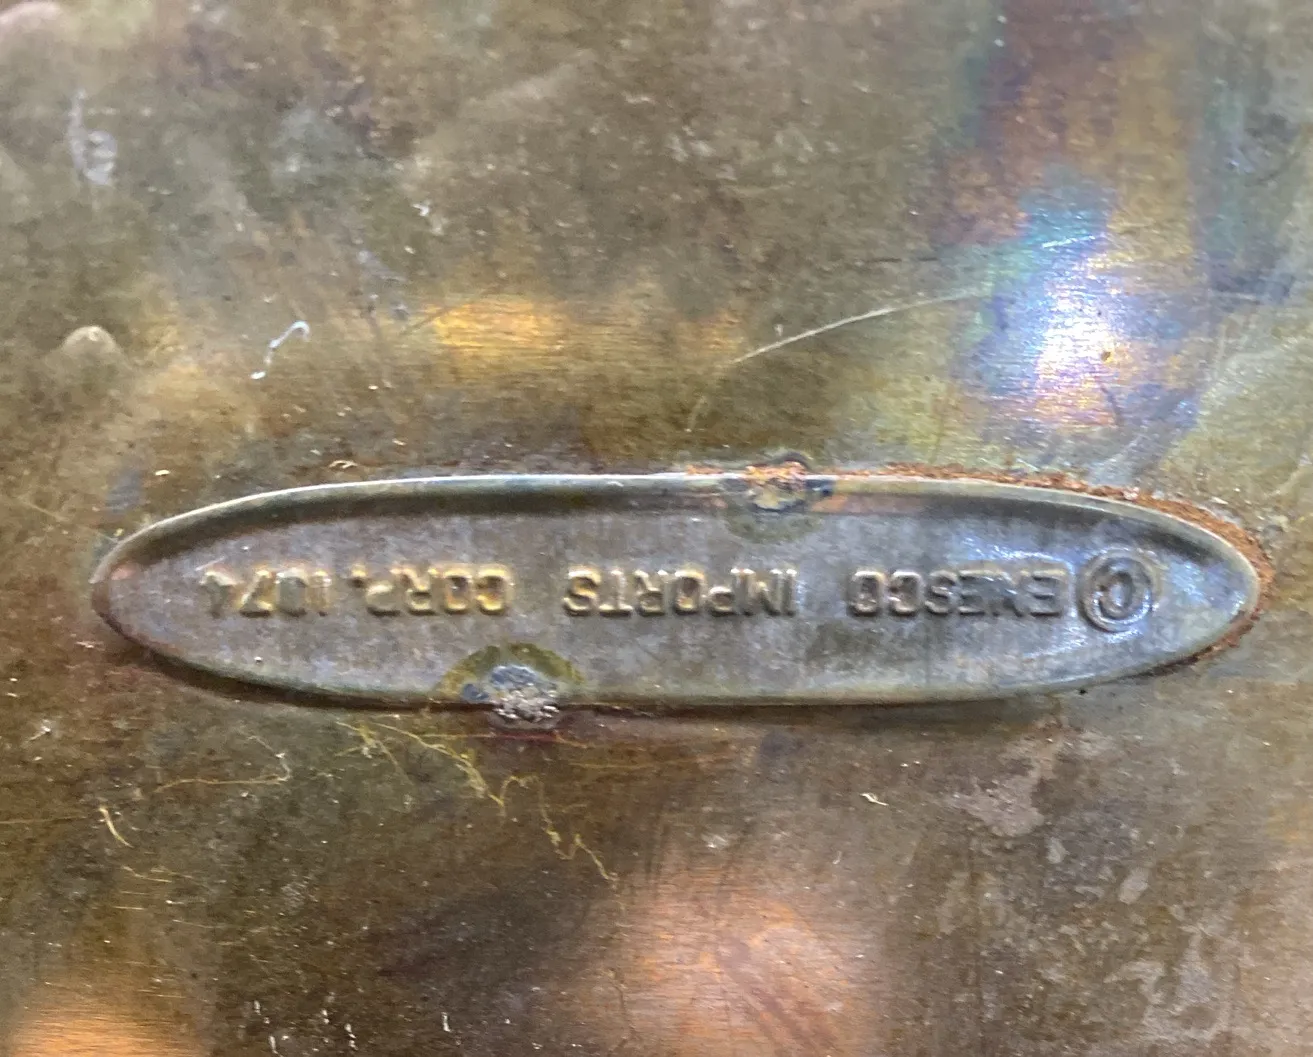 © ENESCO IMPORTS CORP. 1974